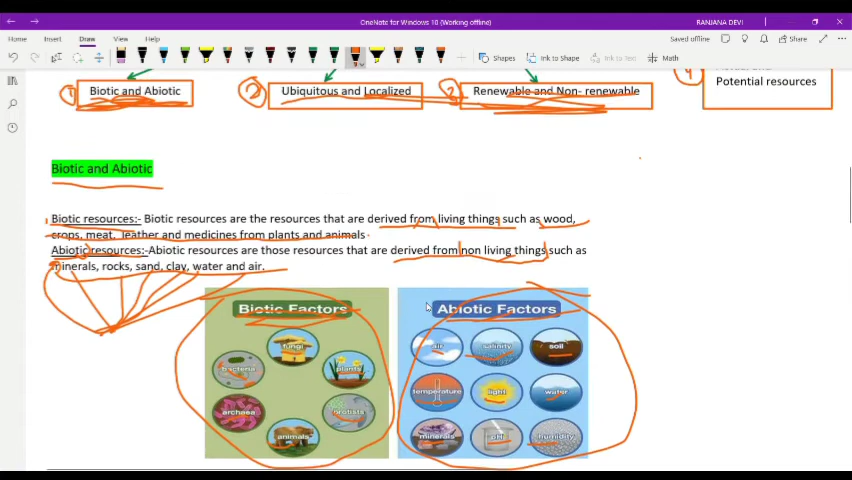 OneNote for Windows 10 (Working offline)
RANJANA DEVI
Home Insert Draw View Help
Saved offline Share
Shapes Ink to Shape Ink to Text Math
① Biotic and Abiotic
② Ubiquitous and Localized
③ Renewable and Non- renewable
④
Potential resources
Biotic and Abiotic
Biotic resources:- Biotic resources are the resources that are derived from living things such as wood,
crops, meat, leather and medicines from plants and animals
Abiotic resources:-Abiotic resources are those resources that are derived from non living things such as
minerals, rocks, sand, clay, water and air.
Biotic Factors
fungi
bacteria
plants
archaea
protists
animals
Abiotic Factors
air salinity soil
temperature light water
minerals pH humidity